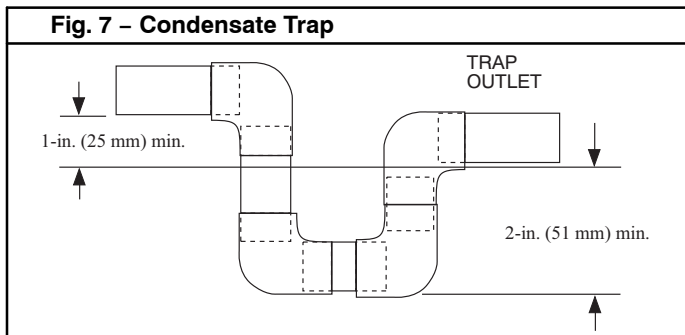 Fig. 7 – Condensate Trap
TRAP
OUTLET
1-in. (25 mm) min.
2-in. (51 mm) min.